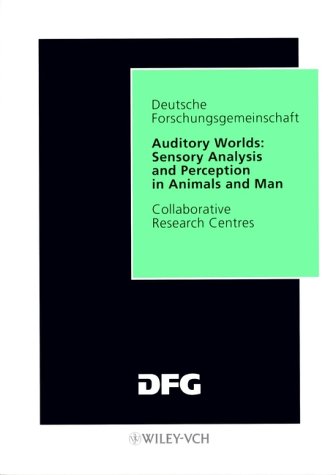 Deutsche
Forschungsgemeinschaft
Auditory Worlds:
Sensory Analysis
and Perception
in Animals and Man
Collaborative
Research Centres
DFG
WILEY-VCH